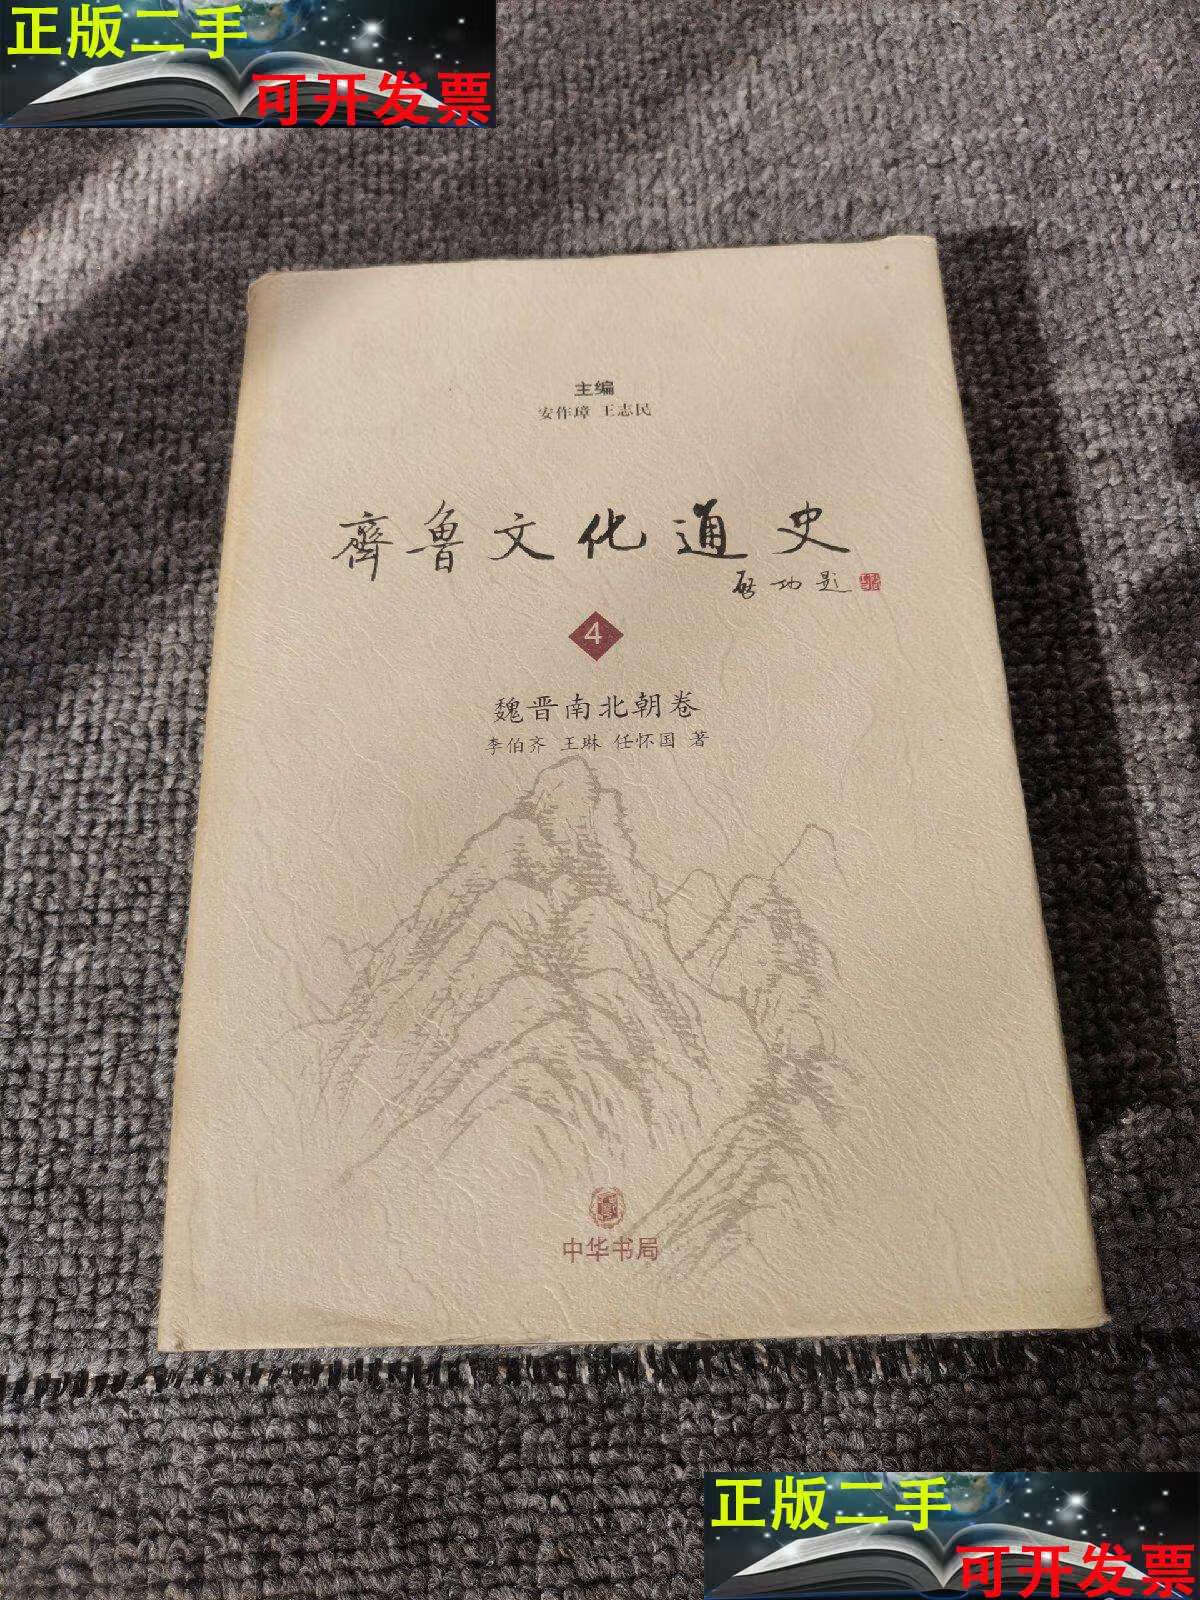 正版二手
可开发票
主编
安作璋 王志民
齊魯文化通史
启功题
4
魏晋南北朝卷
李伯齐 王琳 任怀国 著
中华书局
正版二手
可开发票